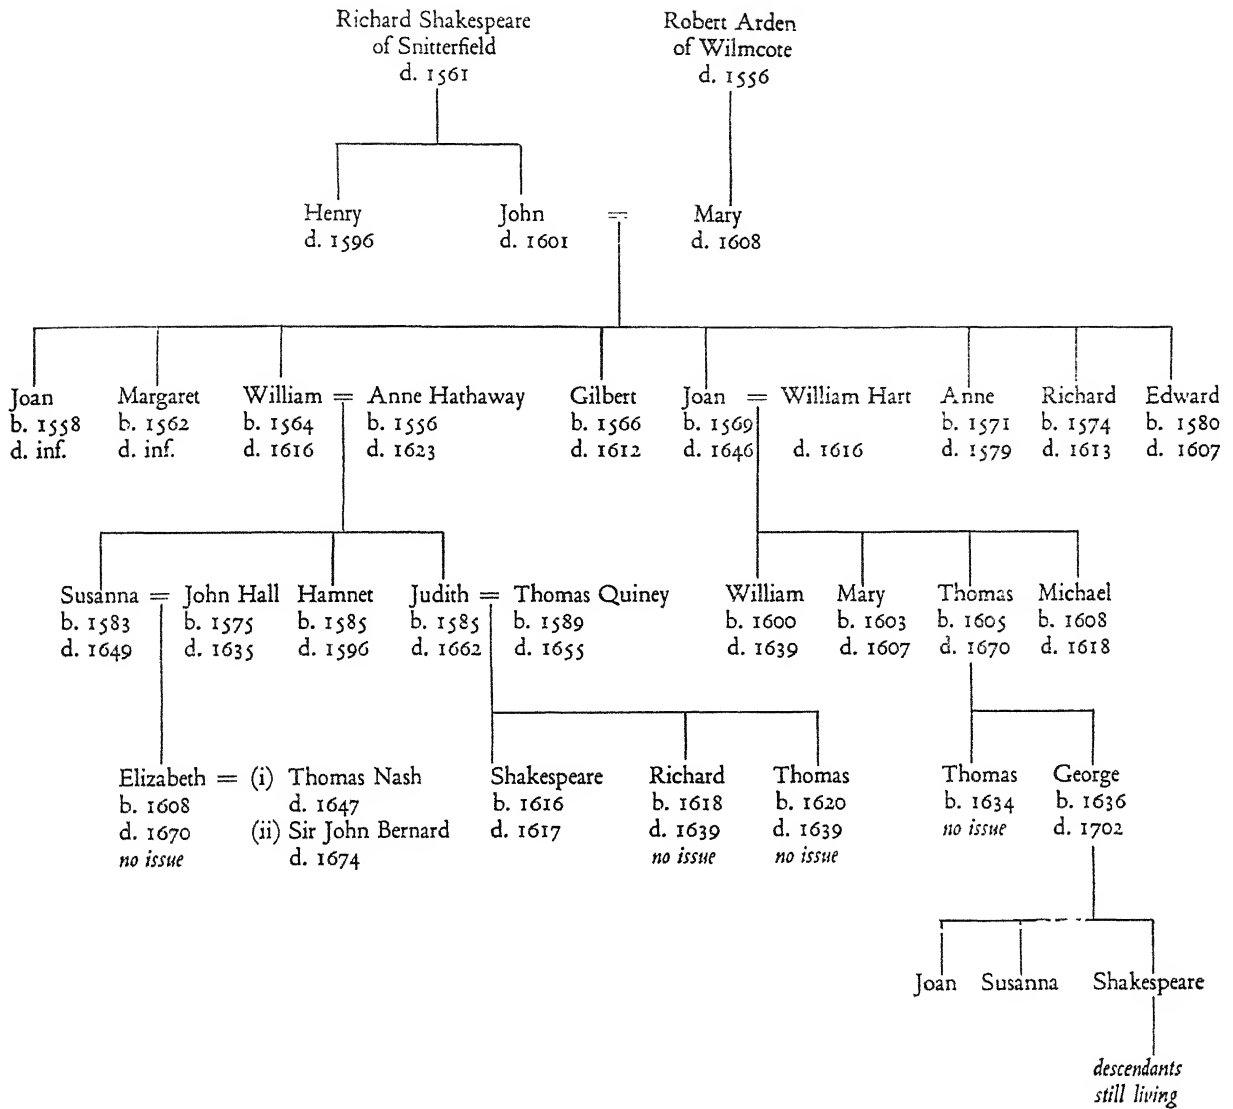 Richard Shakespeare
of Snitterfield
d. 1561
Robert Arden
of Wilmcote
d. 1556
Henry
d. 1596
John
d. 1601
=
Mary
d. 1608
Joan
b. 1558
d. inf.
Margaret
b. 1562
d. inf.
William =
b. 1564
d. 1616
Anne Hathaway
b. 1556
d. 1623
Gilbert
b. 1566
d. 1612
Joan =
b. 1569
d. 1646
William Hart
d. 1616
Anne
b. 1571
d. 1579
Richard
b. 1574
d. 1613
Edward
b. 1580
d. 1607
Susanna =
b. 1583
d. 1649
John Hall
b. 1575
d. 1635
Hamnet
b. 1585
d. 1596
Judith =
b. 1585
d. 1662
Thomas Quiney
b. 1589
d. 1655
William
b. 1600
d. 1639
Mary
b. 1603
d. 1607
Thomas
b. 1605
d. 1670
Michael
b. 1608
d. 1618
Elizabeth =
b. 1608
d. 1670
no issue
(i) Thomas Nash
d. 1647
(ii) Sir John Bernard
d. 1674
Shakespeare
b. 1616
d. 1617
Richard
b. 1618
d. 1639
no issue
Thomas
b. 1620
d. 1639
no issue
Thomas
b. 1634
no issue
George
b. 1636
d. 1702
Joan
Susanna
Shakespeare
descendants
still living